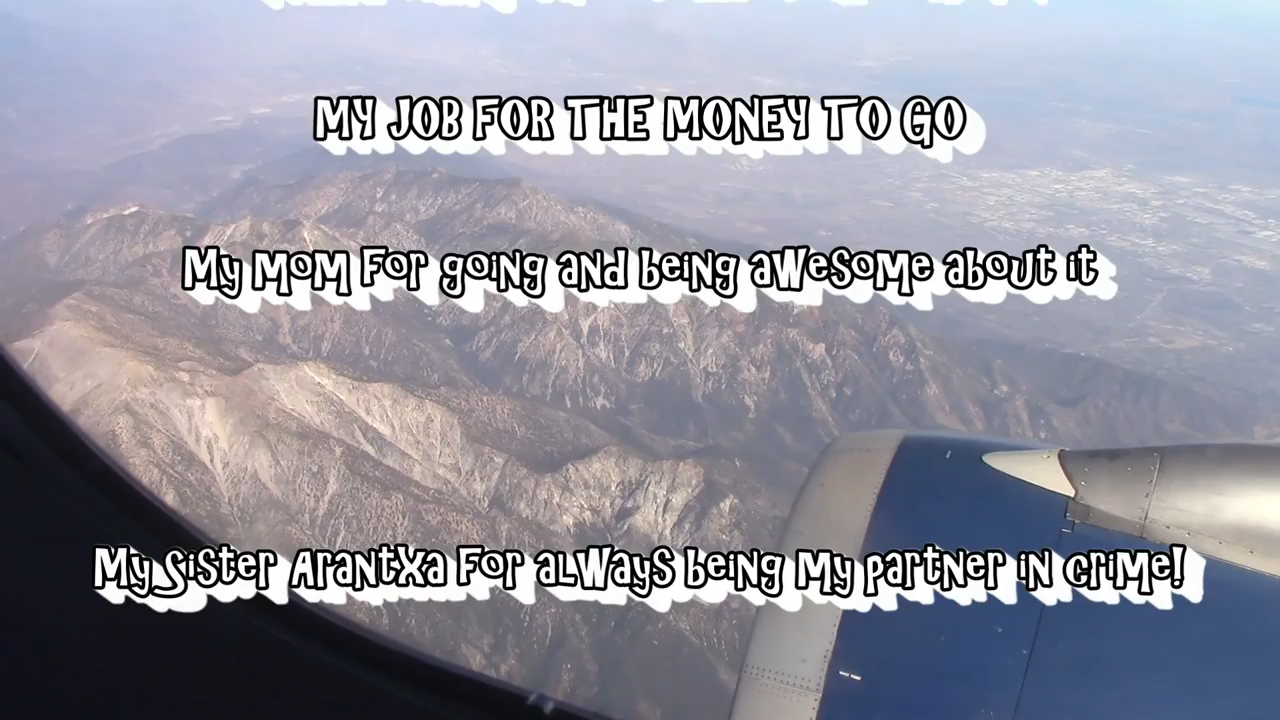 MY JOB FOR THE MONEY TO GO
My mom for going and being awesome about it
My sister Arantxa for always being my partner in crime!